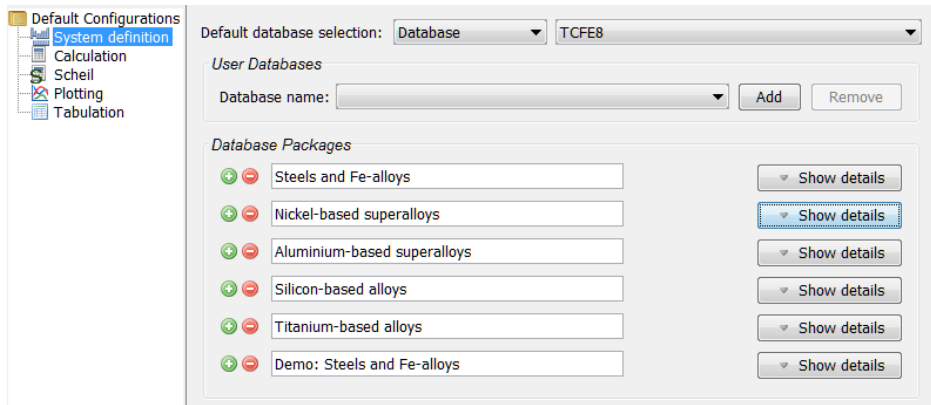 Default Configurations
System definition
Calculation
Scheil
Plotting
Tabulation
Default database selection: Database TCFE8
User Databases
Database name: Add Remove
Database Packages
Steels and Fe-alloys Show details
Nickel-based superalloys Show details
Aluminium-based superalloys Show details
Silicon-based alloys Show details
Titanium-based alloys Show details
Demo: Steels and Fe-alloys Show details